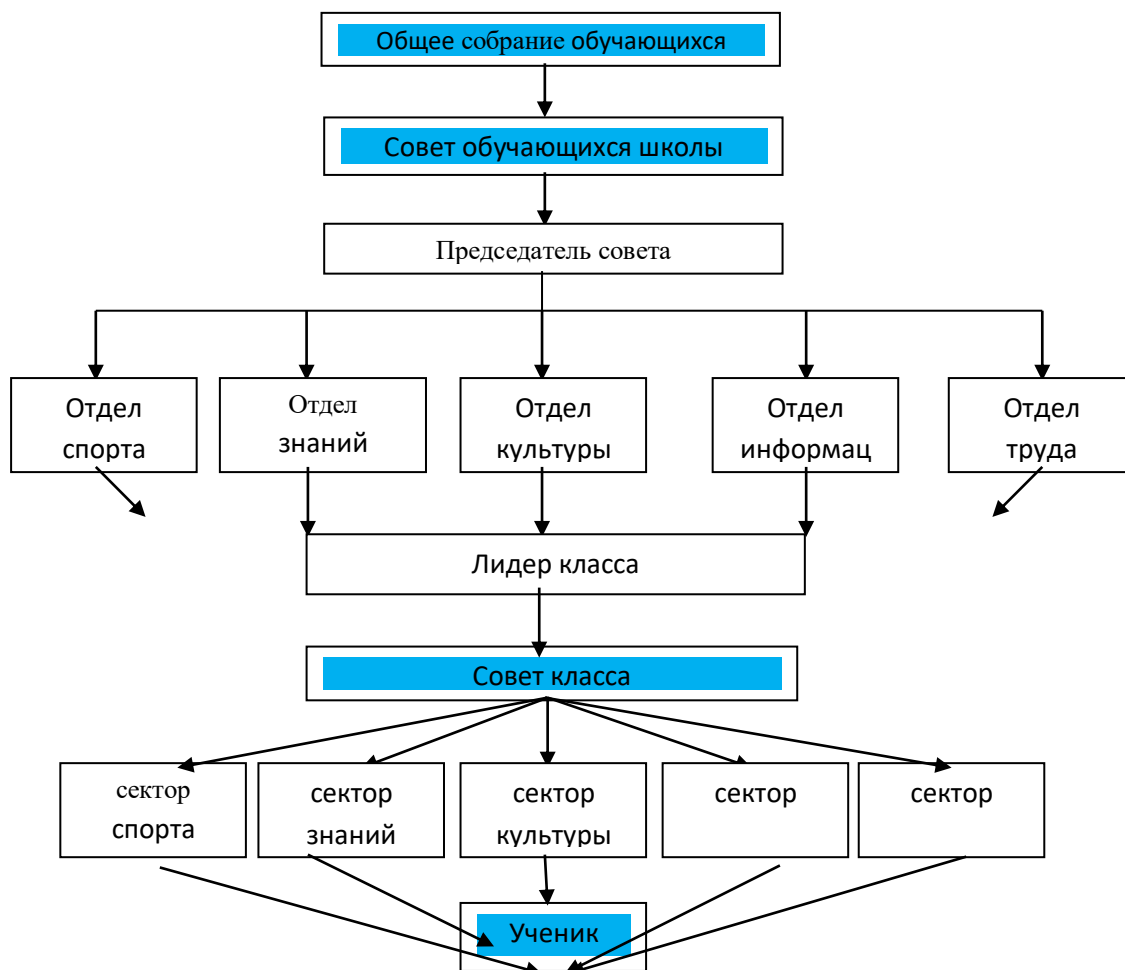 Общее собрание обучающихся
Совет обучающихся школы
Председатель совета
Отдел
спорта
Отдел
знаний
Отдел
культуры
Отдел
информац
Отдел
труда
Лидер класса
Совет класса
сектор
спорта
сектор
знаний
сектор
культуры
сектор
сектор
Ученик